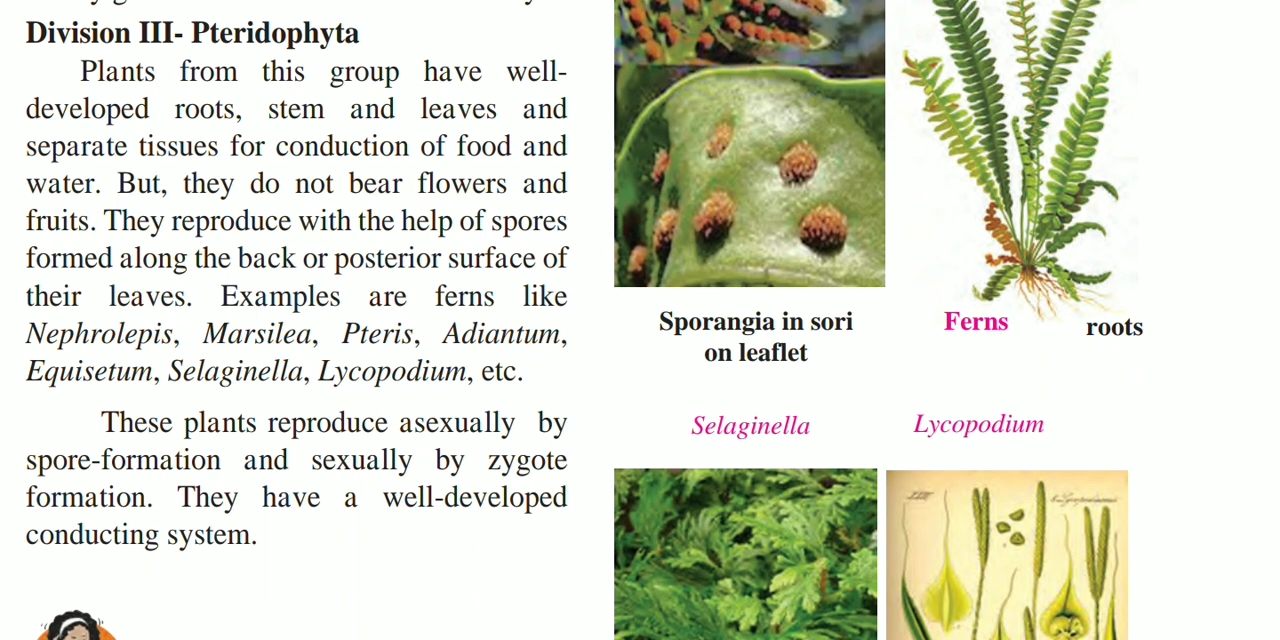 Division III- Pteridophyta
Plants from this group have well-
developed roots, stem and leaves and
separate tissues for conduction of food and
water. But, they do not bear flowers and
fruits. They reproduce with the help of spores
formed along the back or posterior surface of
their leaves. Examples are ferns like
Nephrolepis, Marsilea, Pteris, Adiantum,
Equisetum, Selaginella, Lycopodium, etc.
These plants reproduce asexually by
spore-formation and sexually by zygote
formation. They have a well-developed
conducting system.
Sporangia in sori
on leaflet
Ferns
roots
Selaginella
Lycopodium